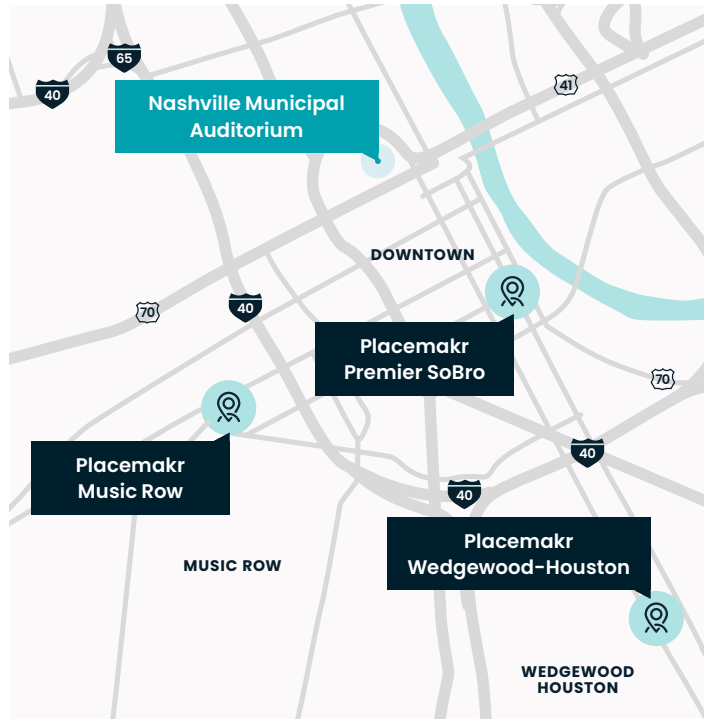 65
40
41
Nashville Municipal
Auditorium
DOWNTOWN
70
40
Placemakr
Premier SoBro
70
Placemakr
Music Row
40
40
Placemakr
Wedgewood-Houston
MUSIC ROW
WEDGEWOOD
HOUSTON